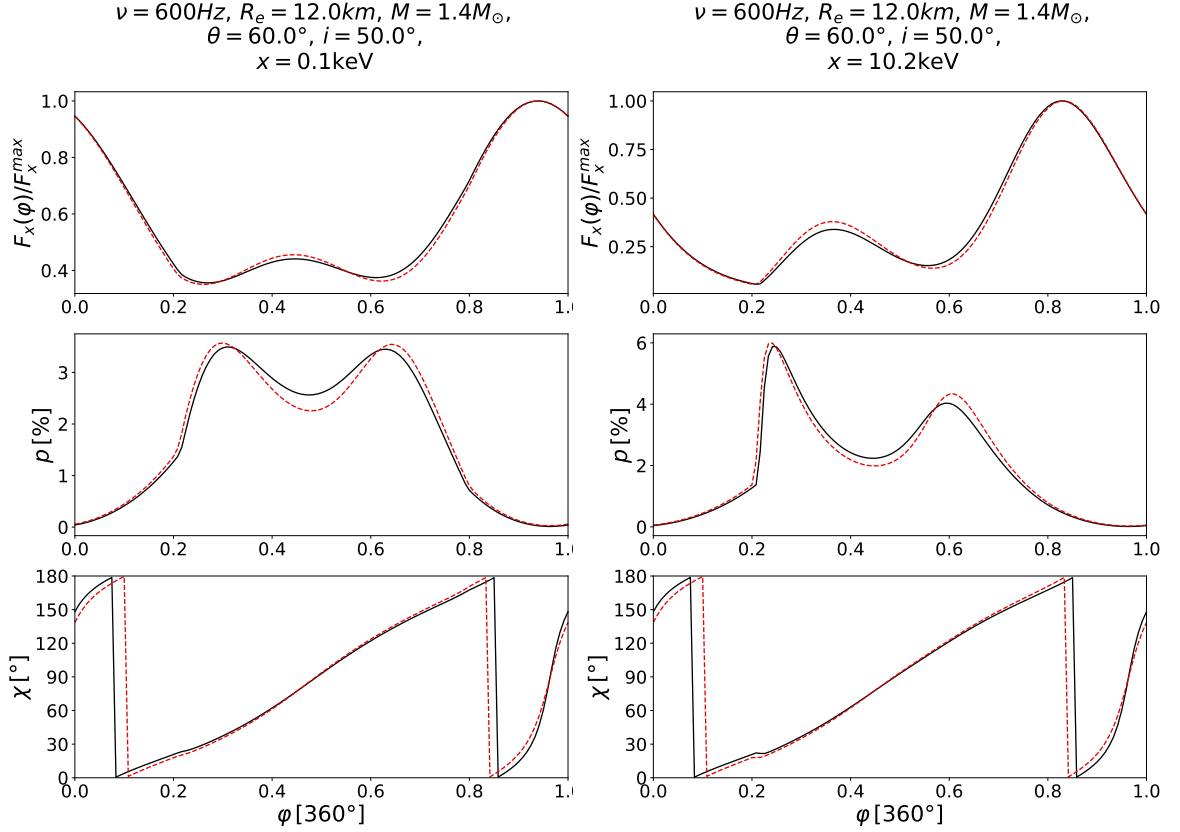 ν = 600Hz, R_e = 12.0km, M = 1.4M_⊙,
θ = 60.0°, i = 50.0°,
x = 0.1keV
1.0
0.8
0.6
0.4
F_x(φ)/F_x^max
0.0 0.2 0.4 0.6 0.8 1.0
3
2
1
0
p [%]
0.0 0.2 0.4 0.6 0.8 1.0
180
150
120
90
60
30
0
χ [°]
0.0 0.2 0.4 0.6 0.8 1.0
φ [360°]
ν = 600Hz, R_e = 12.0km, M = 1.4M_⊙,
θ = 60.0°, i = 50.0°,
x = 10.2keV
1.00
0.75
0.50
0.25
F_x(φ)/F_x^max
0.0 0.2 0.4 0.6 0.8 1.0
6
4
2
0
p [%]
0.0 0.2 0.4 0.6 0.8 1.0
180
150
120
90
60
30
0
χ [°]
0.0 0.2 0.4 0.6 0.8 1.0
φ [360°]